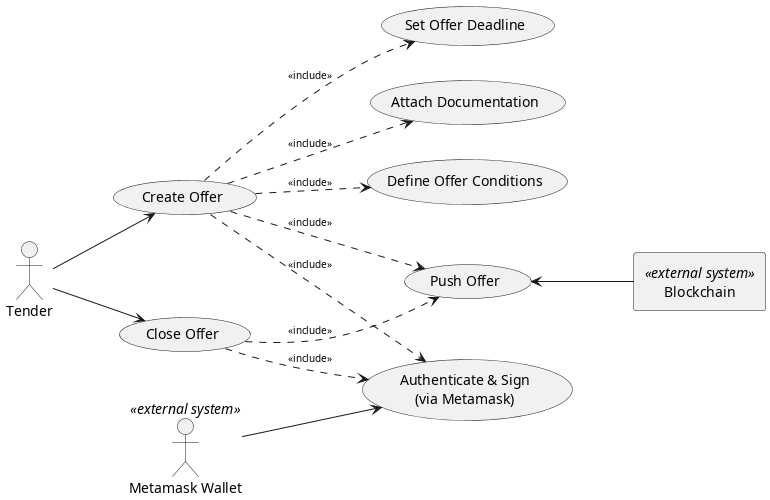 Set Offer Deadline
«include»
Attach Documentation
«include»
Define Offer Conditions
«include»
Create Offer
«include»
«include»
Push Offer
«external system»
Blockchain
Tender
Close Offer
«include»
«include»
Authenticate & Sign
(via Metamask)
«external system»
Metamask Wallet